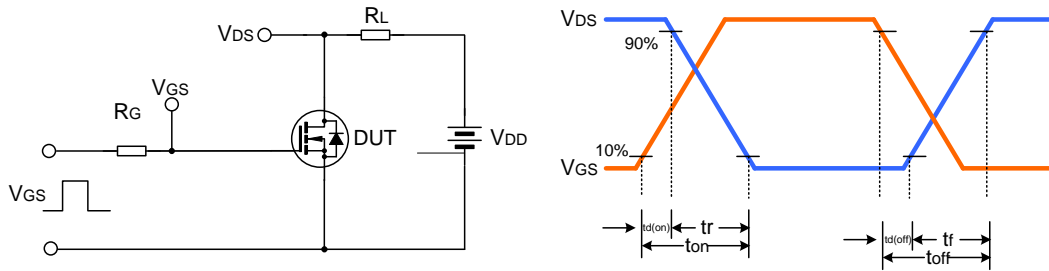 RL
VDS
VGS
RG
DUT
VDD
VGS
VDS
90%
10%
VGS
td(on)
tr
ton
td(off)
tf
toff